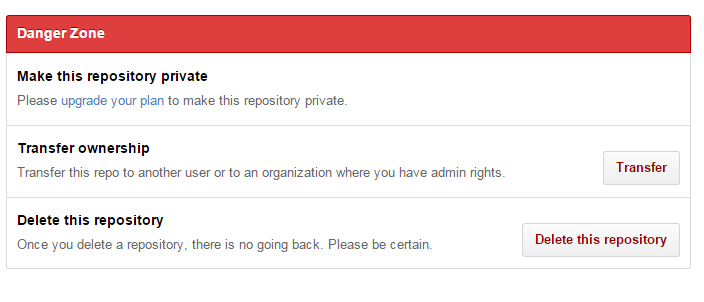 Danger Zone
Make this repository private
Please upgrade your plan to make this repository private.
Transfer ownership
Transfer this repo to another user or to an organization where you have admin rights.
Transfer
Delete this repository
Once you delete a repository, there is no going back. Please be certain.
Delete this repository